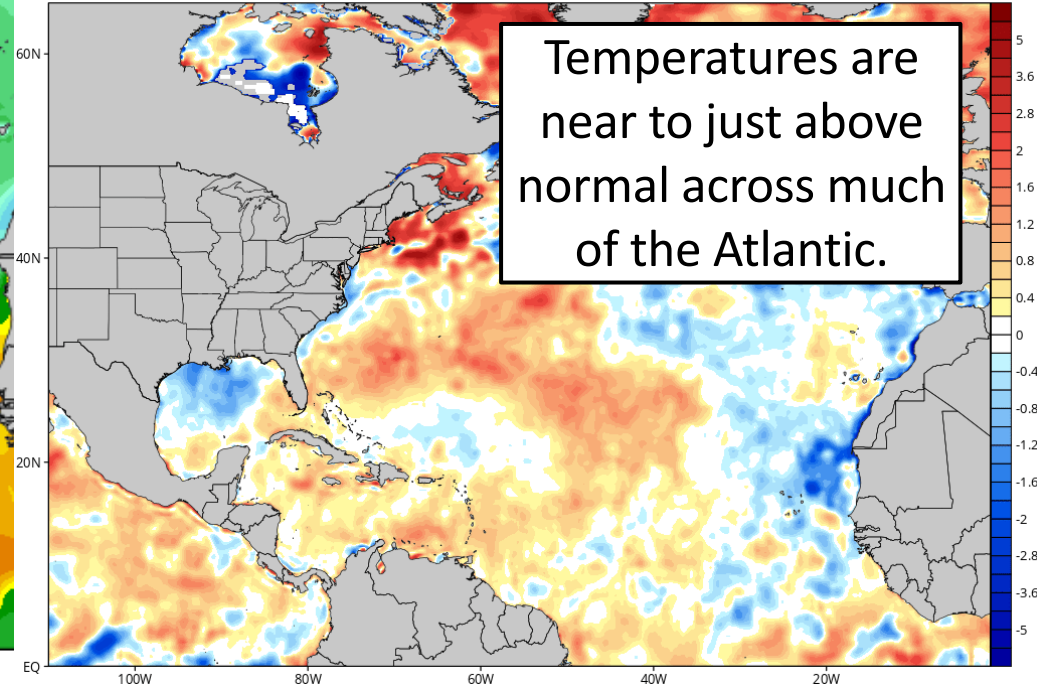 Temperatures are
near to just above
normal across much
of the Atlantic.
60N
40N
20N
EQ
100W
80W
60W
40W
20W
5
3.6
2.8
2
1.6
1.2
0.8
0.4
0
-0.4
-0.8
-1.2
-1.6
-2
-2.8
-3.6
-5